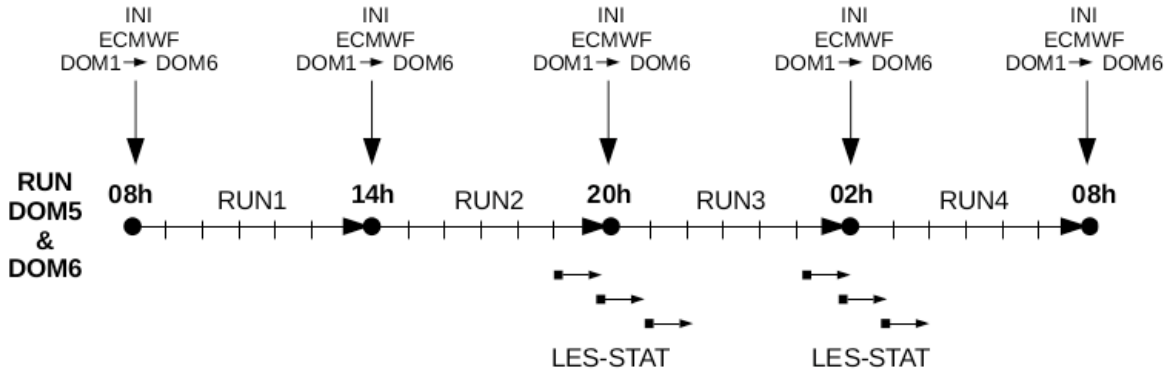 INI
ECMWF
DOM1 DOM6
INI
ECMWF
DOM1 DOM6
INI
ECMWF
DOM1 DOM6
INI
ECMWF
DOM1 DOM6
INI
ECMWF
DOM1 DOM6
RUN
DOM5
&
DOM6
08h
RUN1
14h
RUN2
20h
RUN3
02h
RUN4
08h
LES-STAT
LES-STAT